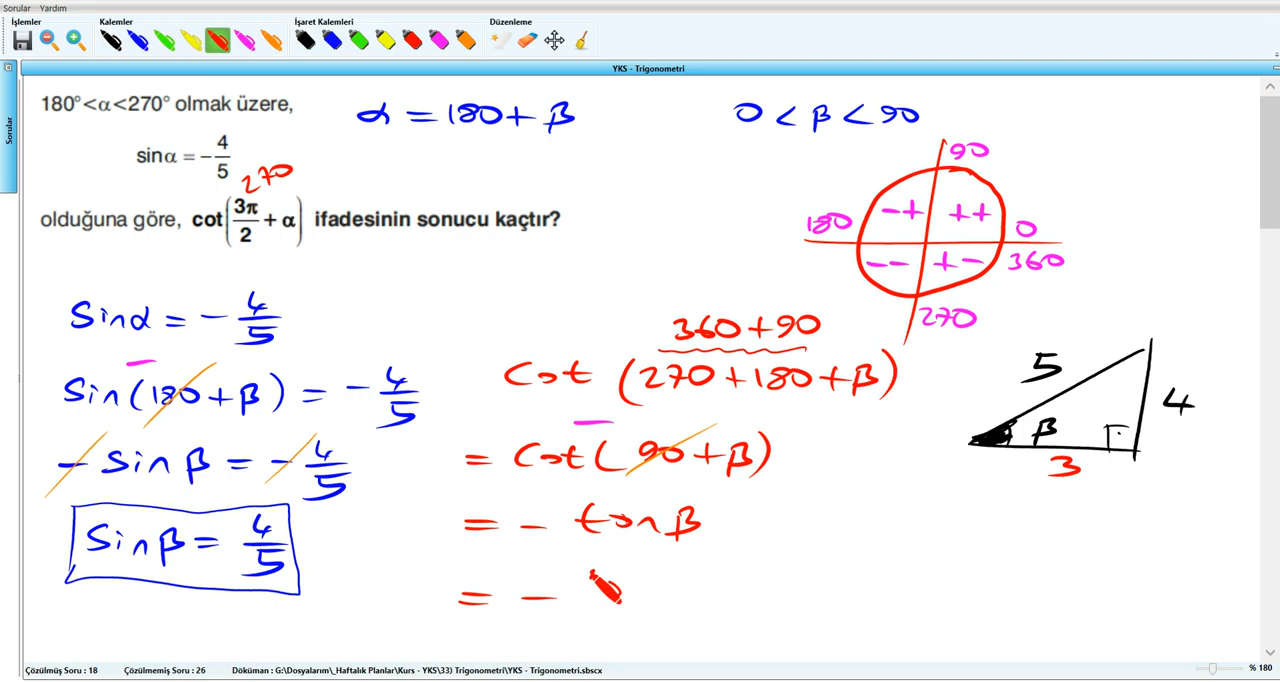 Sorular Yardım
İşlemler Kalemler İşaret Kalemleri Düzenleme
YKS - Trigonometri
Sorular
180°<α<270° olmak üzere,
α = 180 + β
0 < β < 90
sinα = -4/5
270
olduğuna göre, cot(3π/2 + α) ifadesinin sonucu kaçtır?
90
-+ ++
180 0
-- +- 360
270
Sinα = - 4/5
Sin(180+β) = - 4/5
- Sinβ = - 4/5
Sinβ = 4/5
360+90
Cot (270+180+β)
= Cot (90+β)
= - tanβ
= -
5
4
β
3
Çözülmüş Soru : 18 Çözülmemiş Soru : 26 Döküman : G:\Dosyalarım\_Haftalık Planlar\Kurs - YKS\33) Trigonometri\YKS - Trigonometri.sbscx % 180